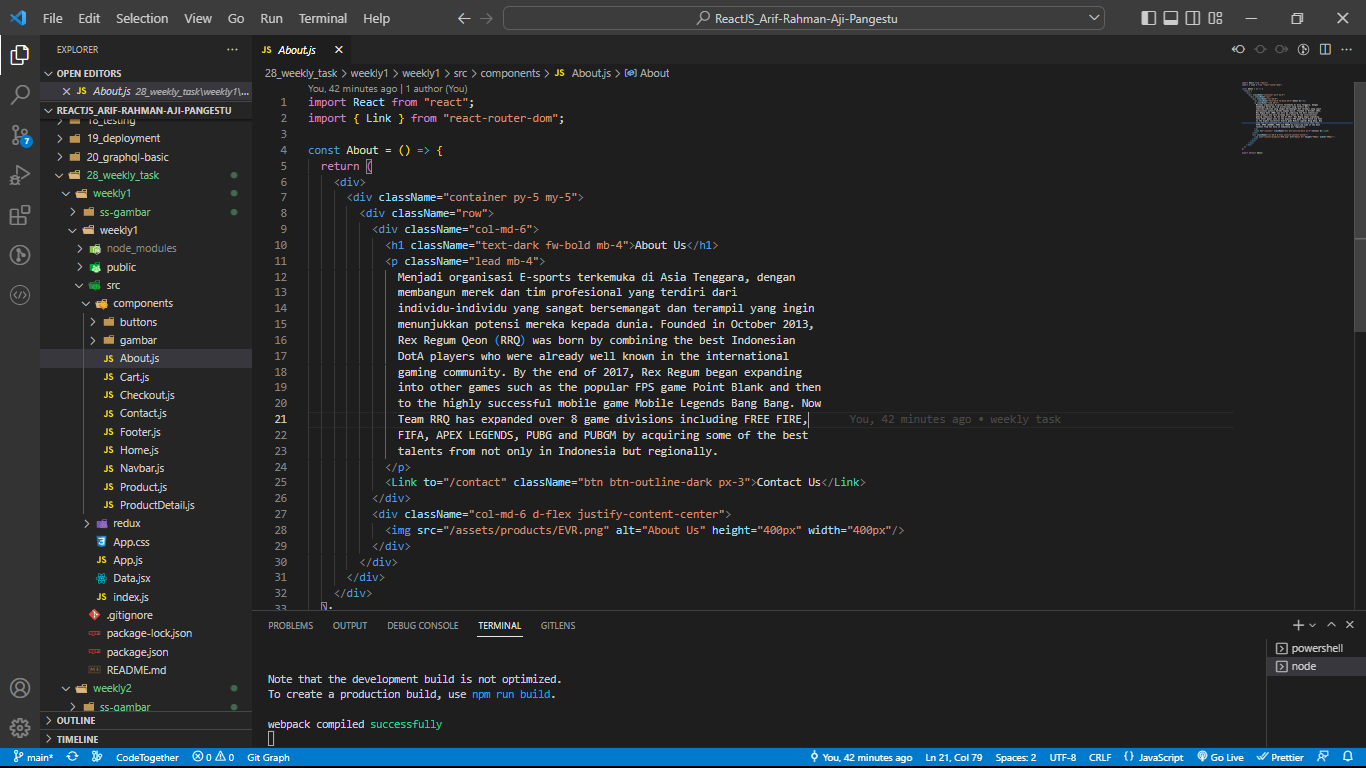 File Edit Selection View Go Run Terminal Help
ReactJS_Arif-Rahman-Aji-Pangestu
EXPLORER
OPEN EDITORS
JS About.js 28_weekly_task\weekly1\...
REACTJS_ARIF-RAHMAN-AJI-PANGESTU
18_testing
19_deployment
20_graphql-basic
28_weekly_task
weekly1
ss-gambar
weekly1
node_modules
public
src
components
buttons
gambar
JS About.js
JS Cart.js
JS Checkout.js
JS Contact.js
JS Footer.js
JS Home.js
JS Navbar.js
JS Product.js
JS ProductDetail.js
redux
App.css
JS App.js
Data.jsx
JS index.js
.gitignore
package-lock.json
package.json
README.md
weekly2
ss-gambar
OUTLINE
TIMELINE
7
JS About.js
28_weekly_task > weekly1 > weekly1 > src > components > JS About.js > About
You, 42 minutes ago | 1 author (You)
1 import React from "react";
2 import { Link } from "react-router-dom";
3
4 const About = () => {
5 return (
6 <div>
7 <div className="container py-5 my-5">
8 <div className="row">
9 <div className="col-md-6">
10 <h1 className="text-dark fw-bold mb-4">About Us</h1>
11 <p className="lead mb-4">
12 Menjadi organisasi E-sports terkemuka di Asia Tenggara, dengan
13 membangun merek dan tim profesional yang terdiri dari
14 individu-individu yang sangat bersemangat dan terampil yang ingin
15 menunjukkan potensi mereka kepada dunia. Founded in October 2013,
16 Rex Regum Qeon (RRQ) was born by combining the best Indonesian
17 DotA players who were already well known in the international
18 gaming community. By the end of 2017, Rex Regum began expanding
19 into other games such as the popular FPS game Point Blank and then
20 to the highly successful mobile game Mobile Legends Bang Bang. Now
21 Team RRQ has expanded over 8 game divisions including FREE FIRE, You, 42 minutes ago • weekly task
22 FIFA, APEX LEGENDS, PUBG and PUBGM by acquiring some of the best
23 talents from not only in Indonesia but regionally.
24 </p>
25 <Link to="/contact" className="btn btn-outline-dark px-3">Contact Us</Link>
26 </div>
27 <div className="col-md-6 d-flex justify-content-center">
28 <img src="/assets/products/EVR.png" alt="About Us" height="400px" width="400px"/>
29 </div>
30 </div>
31 </div>
32 </div>
33 );
PROBLEMS OUTPUT DEBUG CONSOLE TERMINAL GITLENS
Note that the development build is not optimized.
To create a production build, use npm run build.
webpack compiled successfully
powershell
node
main* CodeTogether 0 0 Git Graph You, 42 minutes ago Ln 21, Col 79 Spaces: 2 UTF-8 CRLF {} JavaScript Go Live Prettier